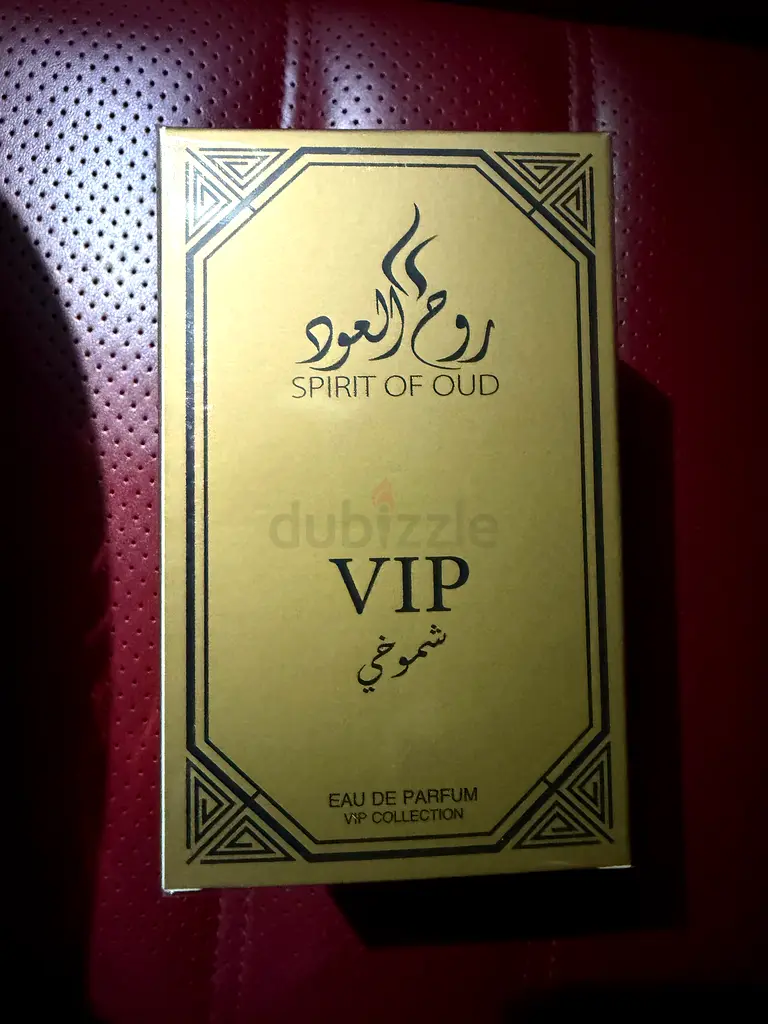 روح العود
SPIRIT OF OUD
dubizzle
VIP
شموخي
EAU DE PARFUM
VIP COLLECTION